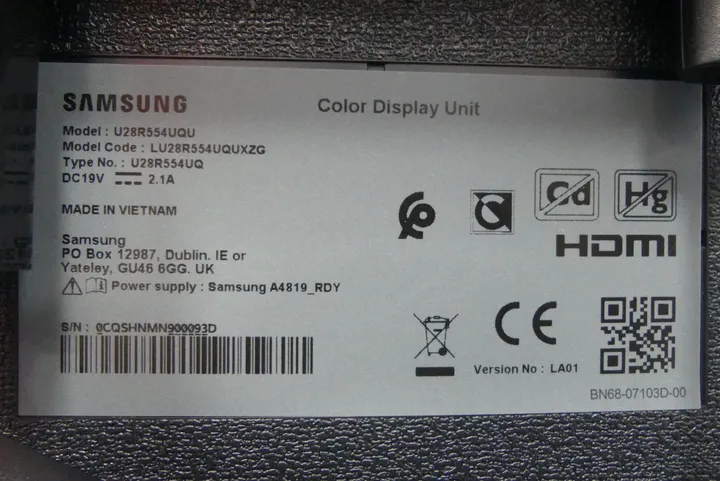 SAMSUNG
Color Display Unit
Model : U28R554UQU
Model Code : LU28R554UQUXZG
Type No. : U28R554UQ
DC19V 2.1A
MADE IN VIETNAM
Cd
Hg
HDMI
Samsung
PO Box 12987, Dublin. IE or
Yateley, GU46 6GG. UK
Power supply : Samsung A4819_RDY
S/N : 0CQSHNMN900093D
CE
Version No : LA01
BN68-07103D-00